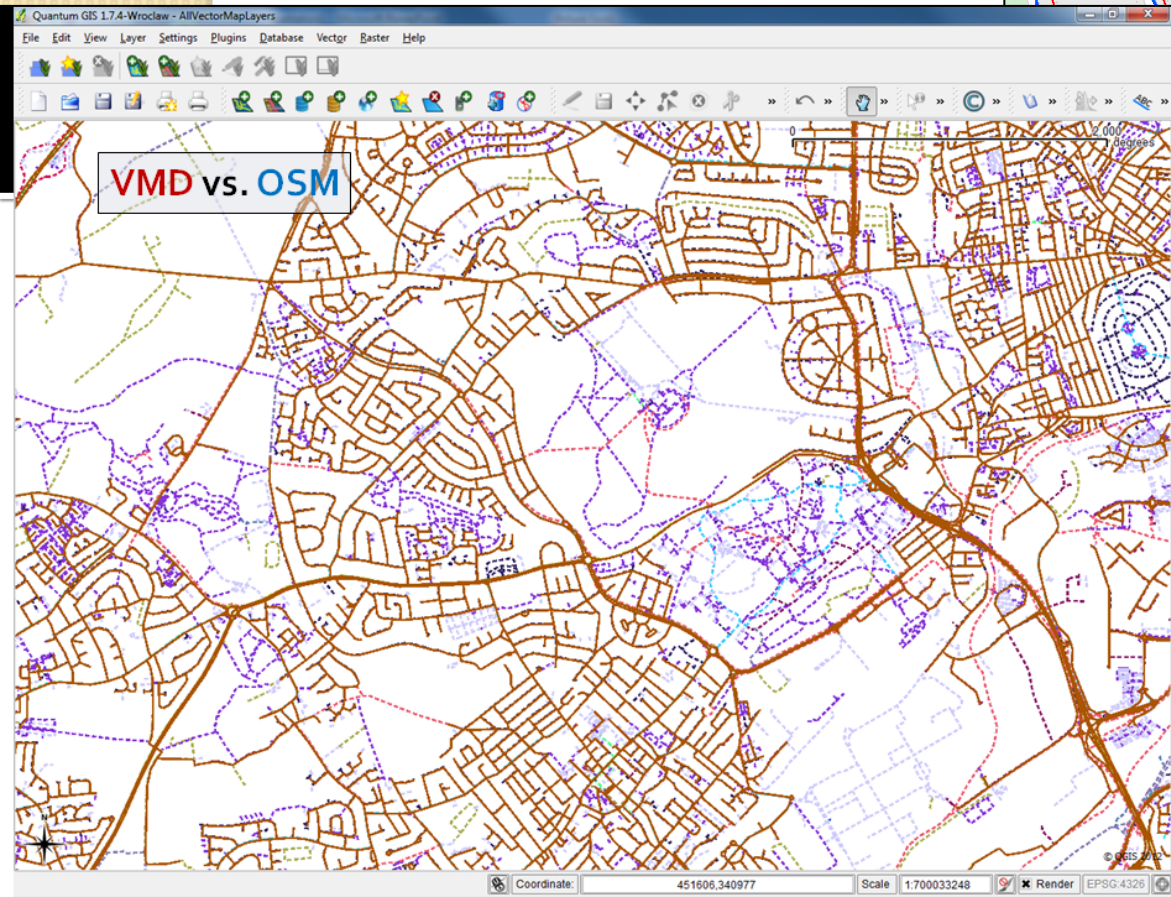 Quantum GIS 1.7.4-Wroclaw - AllVectorMapLayers
File Edit View Layer Settings Plugins Database Vector Raster Help
» » » » » » ABC »
0 2,000
degrees
VMD vs. OSM
N
© QGIS 2012
Coordinate: 451606,340977 Scale 1:700033248 Render EPSG:4326